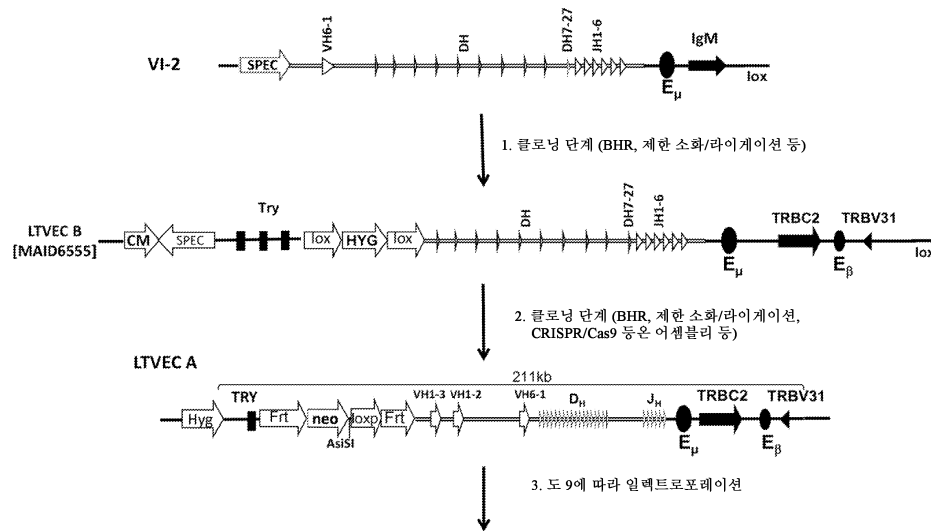 VI-2
SPEC
VH6-1
DH
DH7-27
JH1-6
IgM
Eμ
lox
1. 클로닝 단계 (BHR, 제한 소화/라이게이션 등)
LTVEC B
[MAID6555]
CM
SPEC
Try
lox
HYG
lox
DH
DH7-27
JH1-6
TRBC2
TRBV31
Eμ
Eβ
lox
2. 클로닝 단계 (BHR, 제한 소화/라이게이션,
CRISPR/Cas9 등온 어셈블리 등)
LTVEC A
211kb
Hyg
TRY
Frt
neo
AsiSI
loxp
Frt
VH1-3
VH1-2
VH6-1
DH
JH
TRBC2
TRBV31
Eμ
Eβ
3. 도 9에 따라 일렉트로포레이션